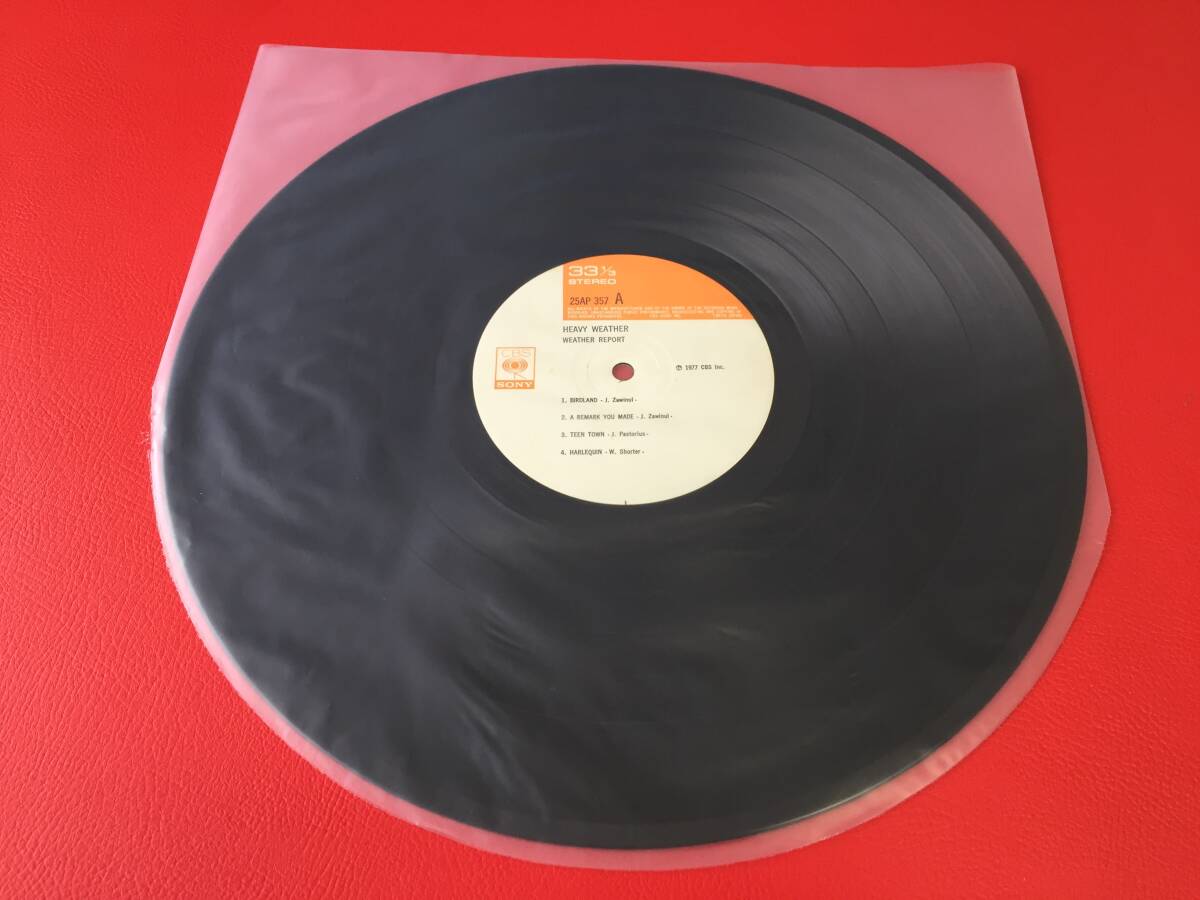 33⅓
STEREO
25AP 357 A
HEAVY WEATHER
WEATHER REPORT
CBS
SONY
℗ 1977 CBS Inc.
1. BIRDLAND - J. Zawinul -
2. A REMARK YOU MADE - J. Zawinul -
3. TEEN TOWN - J. Pastorius -
4. HARLEQUIN - W. Shorter -